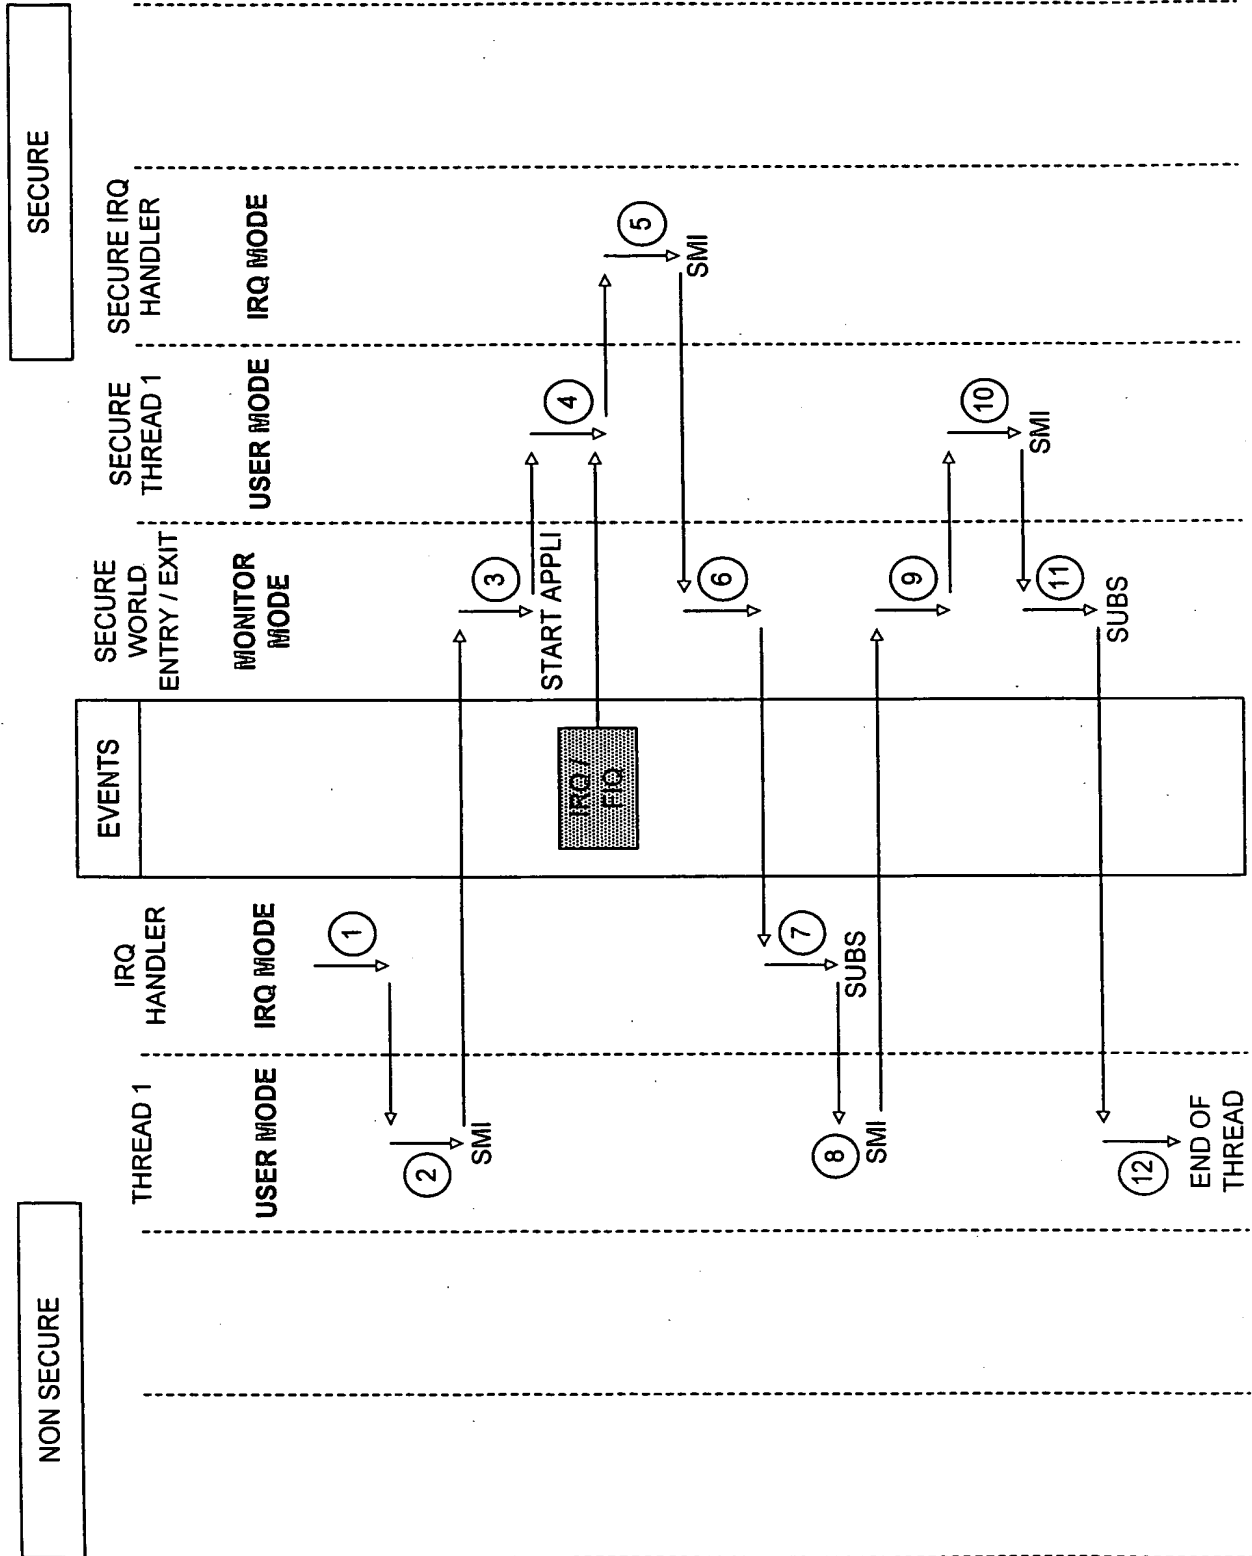 NON SECURE
SECURE
THREAD 1
USER MODE
IRQ
HANDLER
IRQ MODE
EVENTS
SECURE
WORLD
ENTRY / EXIT
MONITOR
MODE
SECURE
THREAD 1
USER MODE
SECURE IRQ
HANDLER
IRQ MODE
1
2
SMI
3
START APPLI
4
IRQ /
FIQ
5
SMI
6
7
SUBS
8
SMI
9
10
SMI
11
SUBS
12
END OF
THREAD